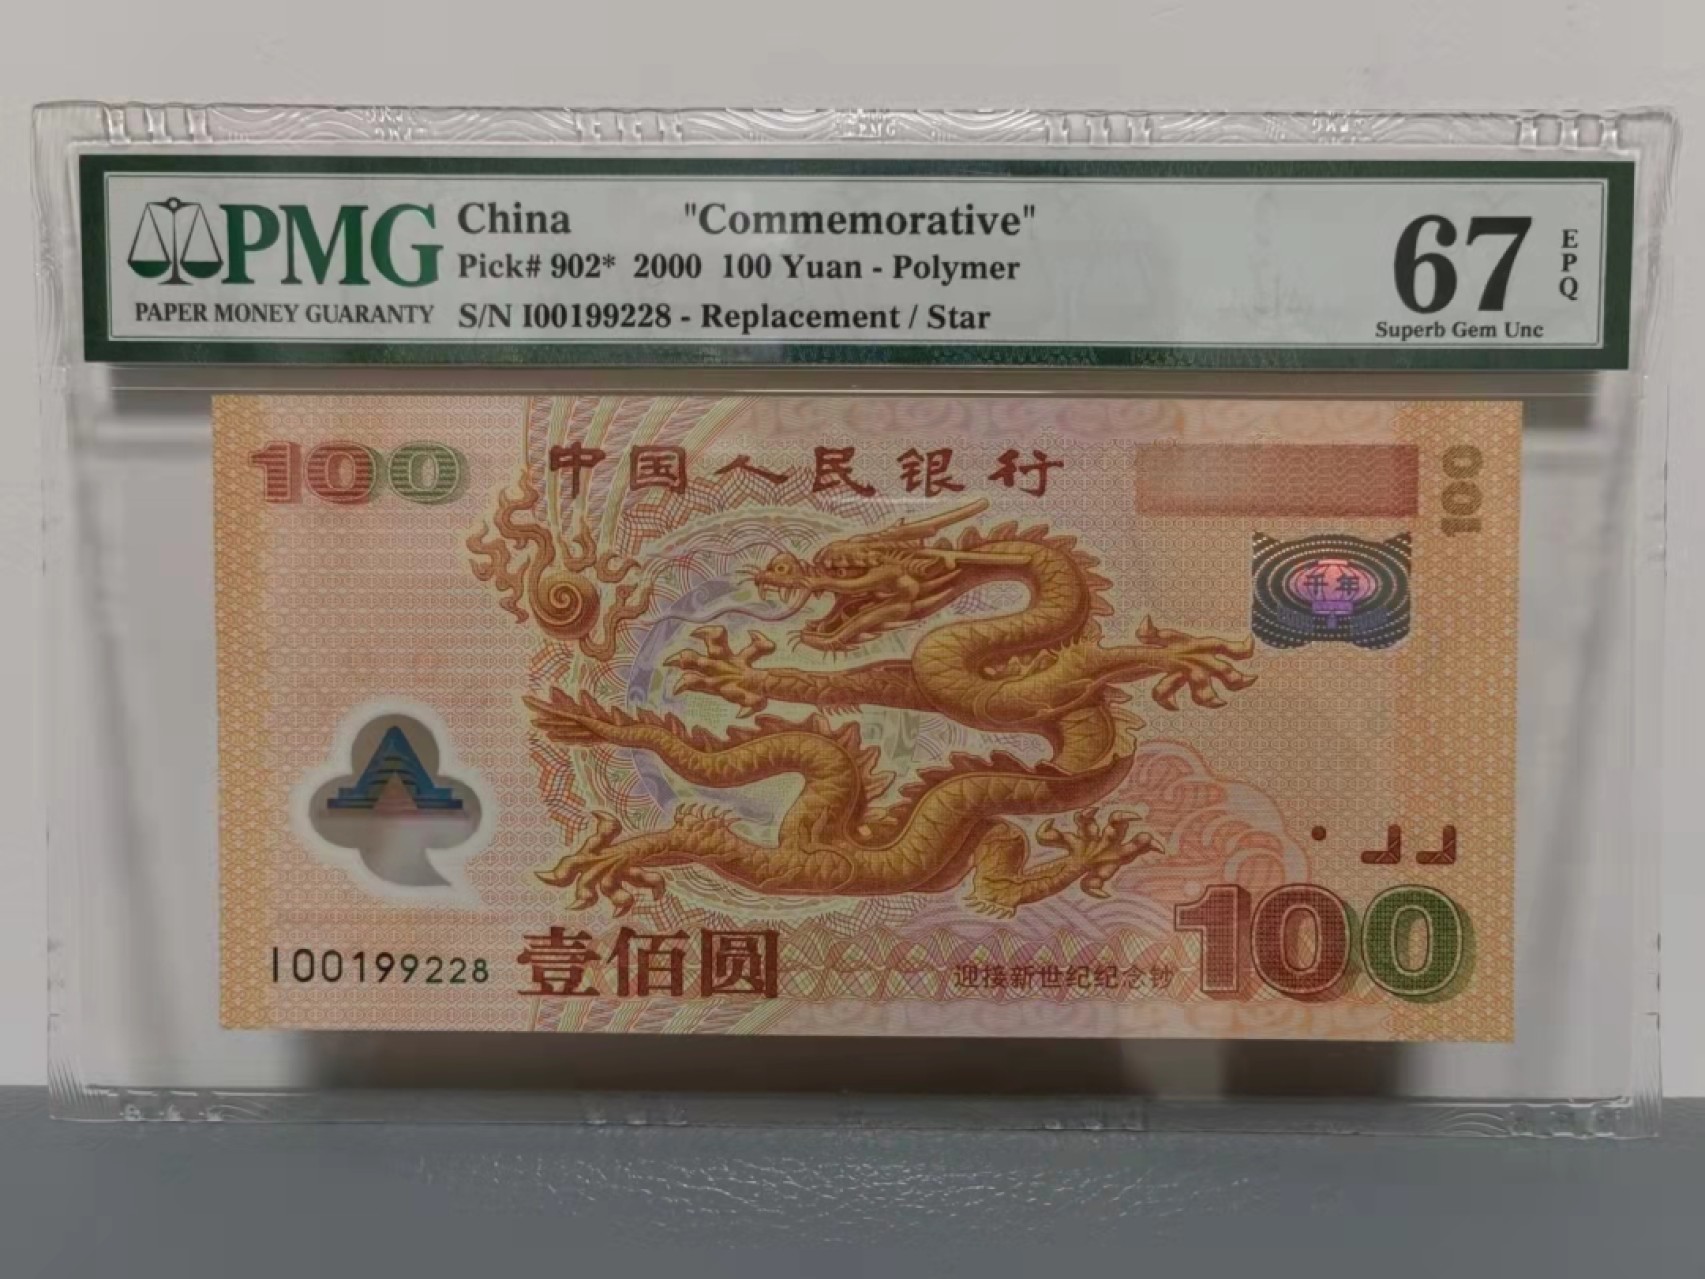 PMG
PAPER MONEY GUARANTY
China "Commemorative"
Pick# 902* 2000 100 Yuan - Polymer
S/N I00199228 - Replacement / Star
67
EPQ
Superb Gem Unc
100
中国人民银行
100
千年
I00199228
壹佰圆
迎接新世纪纪念钞
100